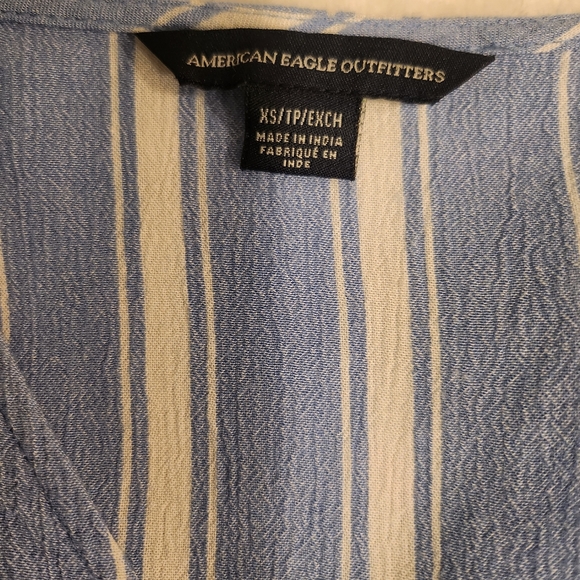 AMERICAN EAGLE OUTFITTERS
XS/TP/EXCH
MADE IN INDIA
FABRIQUÉ EN
INDE